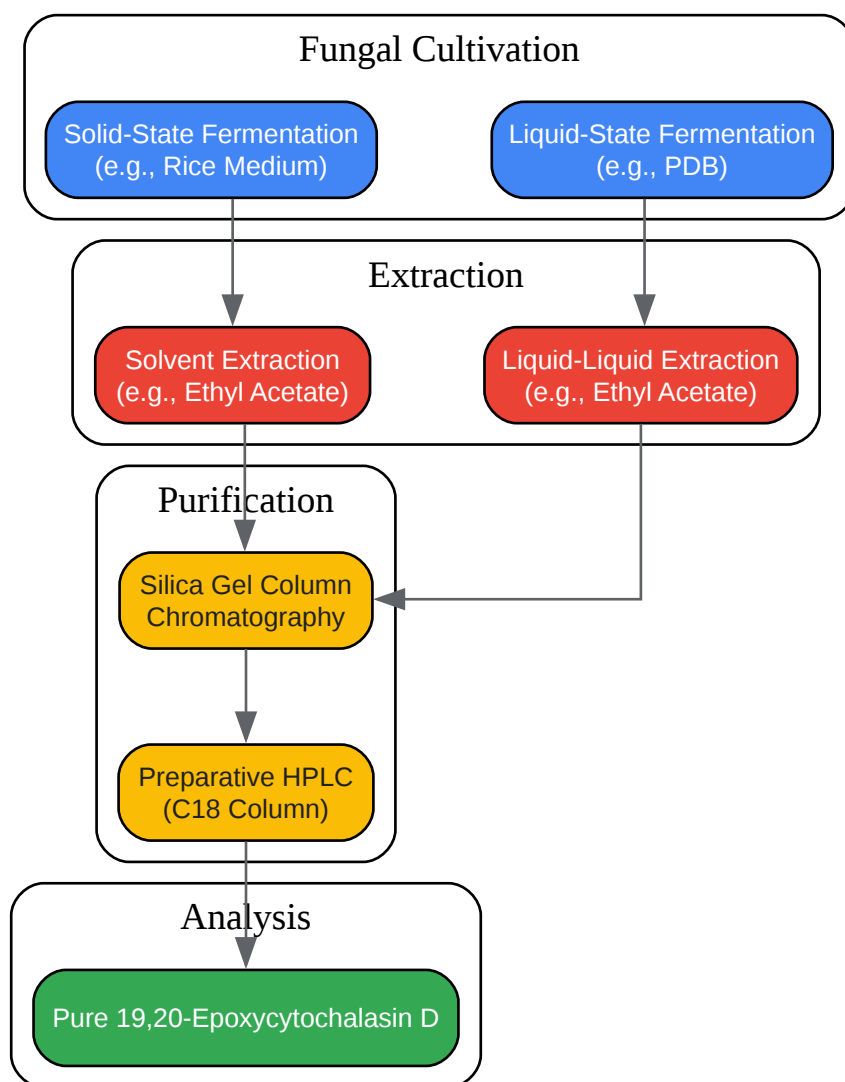 Fungal Cultivation
Solid-State Fermentation
(e.g., Rice Medium)
Liquid-State Fermentation
(e.g., PDB)
Extraction
Solvent Extraction
(e.g., Ethyl Acetate)
Liquid-Liquid Extraction
(e.g., Ethyl Acetate)
Purification
Silica Gel Column
Chromatography
Preparative HPLC
(C18 Column)
Analysis
Pure 19,20-Epoxycytochalasin D